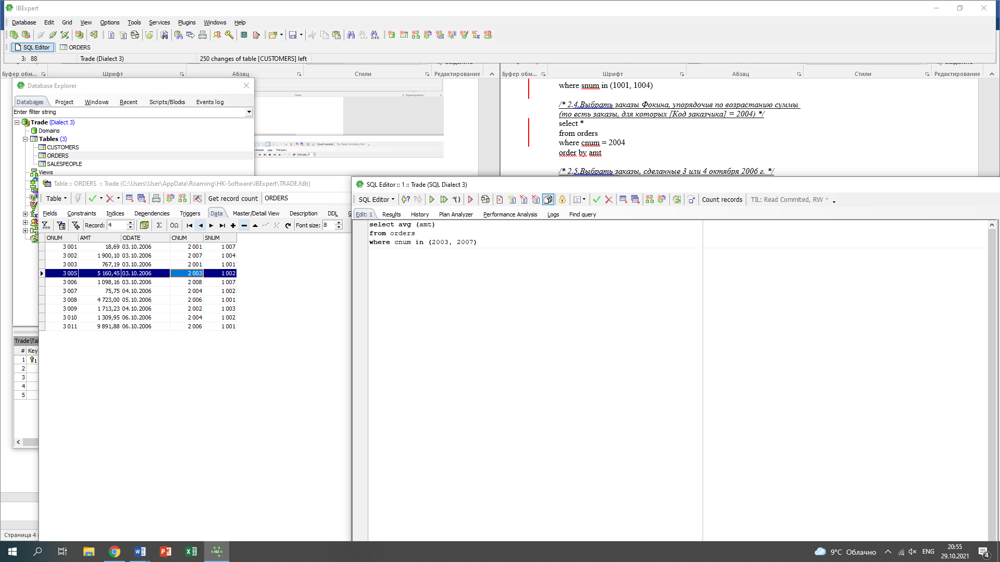 IBExpert
Database Edit Grid View Options Tools Services Plugins Windows Help
SQL Editor ORDERS
3: 88 Trade (Dialect 3) 250 changes of table [CUSTOMERS] left
Буфер обм... Шрифт Абзац Стили Редактирование
Буфер обм... Шрифт Абзац Стили Редактирование
Database Explorer
Databases Project Windows Recent Scripts/Blocks Events log
Enter filter string
Trade (Dialect 3)
Domains
Tables (3)
CUSTOMERS
ORDERS
SALESPEOPLE
Views
Trade\Tal
# Key
1
2
3
4
5
Страница 4
where snum in (1001, 1004)
/* 2.4.Выбрать заказы Фокина, упорядочив по возрастанию суммы
(то есть заказы, для которых [Код заказчика] = 2004) */
select *
from orders
where cnum = 2004
order by amt
/* 2.5.Выбрать заказы, сделанные 3 или 4 октября 2006 г. */
Table :: ORDERS :: Trade (C:\Users\User\AppData\Roaming\HK-Software\IBExpert\TRADE.fdb)
Table Get record count ORDERS
Fields Constraints Indices Dependencies Triggers Data Master/Detail View Description DDL G
Record: 4 Σ ÖΩ Font size: 8
ONUM AMT ODATE CNUM SNUM
3 001 18,69 03.10.2006 2 001 1 007
3 002 1 900,10 03.10.2006 2 007 1 004
3 003 767,19 03.10.2006 2 001 1 001
3 005 5 160,45 03.10.2006 2 003 1 002
3 006 1 098,16 03.10.2006 2 008 1 007
3 007 75,75 04.10.2006 2 004 1 002
3 008 4 723,00 05.10.2006 2 006 1 001
3 009 1 713,23 04.10.2006 2 002 1 003
3 010 1 309,95 06.10.2006 2 004 1 002
3 011 9 891,88 06.10.2006 2 006 1 001
SQL Editor :: 1 :: Trade (SQL Dialect 3)
SQL Editor Count records TIL: Read Commited, RW
Edit: 1 Results History Plan Analyzer Performance Analysis Logs Find query
select avg (amt)
from orders
where cnum in (2003, 2007)
9°C Облачно ENG 20:55
29.10.2021
4